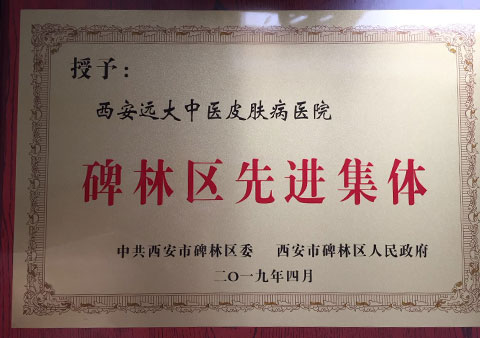 授予：
西安远大中医皮肤病医院
碑林区先进集体
中共西安市碑林区委 西安市碑林区人民政府
二〇一九年四月